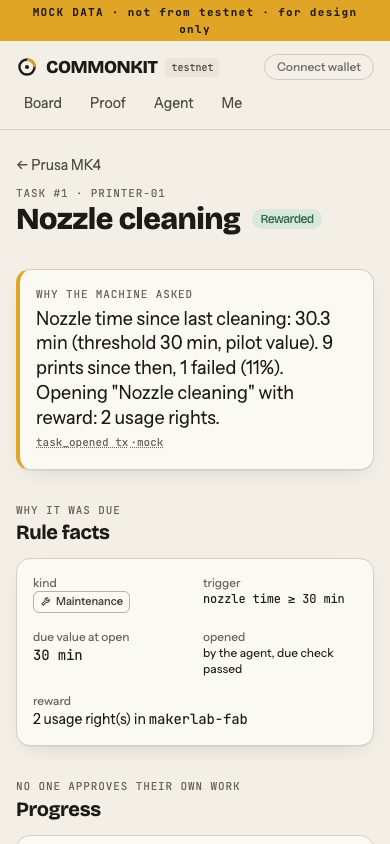 MOCK DATA · not from testnet · for design
only
COMMONKIT testnet Connect wallet
Board Proof Agent Me
← Prusa MK4
TASK #1 · PRINTER-01
Nozzle cleaning Rewarded
WHY THE MACHINE ASKED
Nozzle time since last cleaning: 30.3
min (threshold 30 min, pilot value). 9
prints since then, 1 failed (11%).
Opening "Nozzle cleaning" with
reward: 2 usage rights.
task_opened tx·mock
WHY IT WAS DUE
Rule facts
kind trigger
Maintenance nozzle time ≥ 30 min
due value at open opened
30 min by the agent, due check
passed
reward
2 usage right(s) in makerlab-fab
NO ONE APPROVES THEIR OWN WORK
Progress